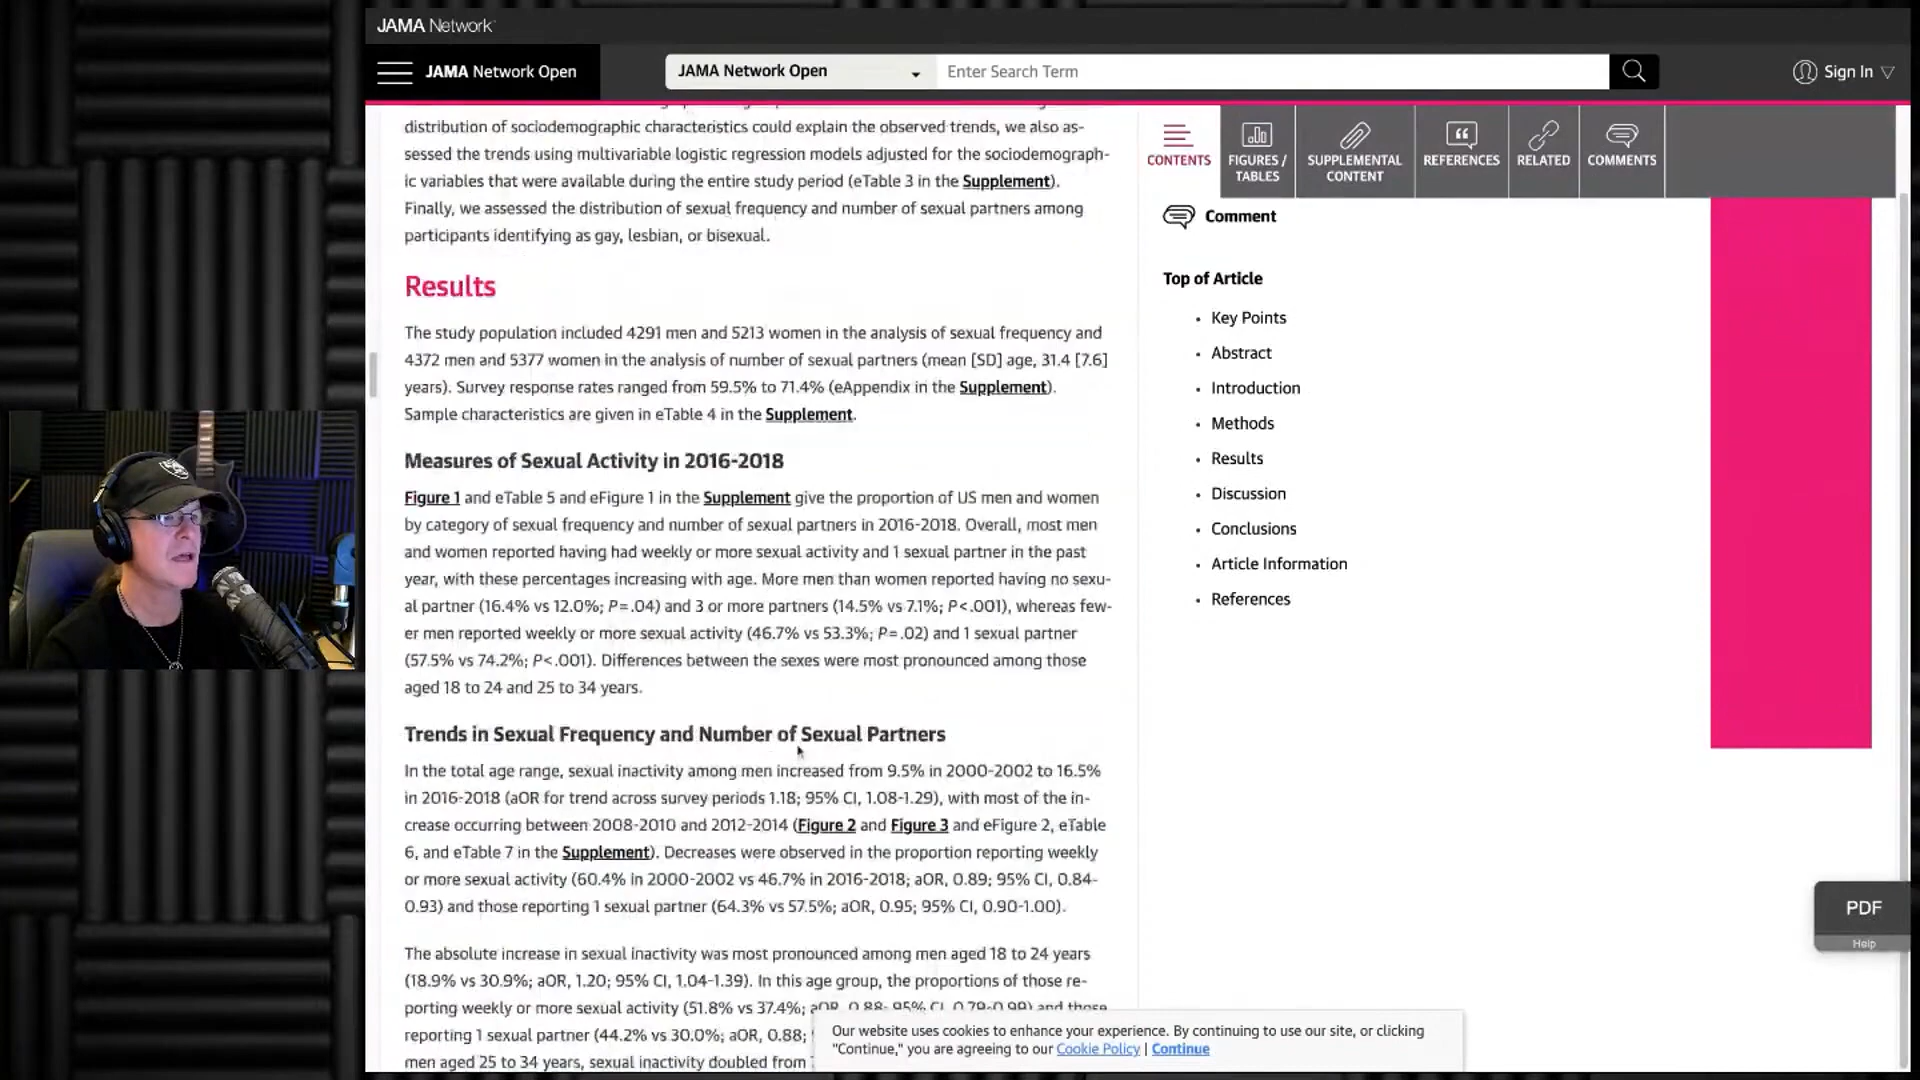 JAMA Network
JAMA Network Open
JAMA Network Open
Enter Search Term
Sign In
distribution of sociodemographic characteristics could explain the observed trends, we also as-
sessed the trends using multivariable logistic regression models adjusted for the sociodemograph-
ic variables that were available during the entire study period (eTable 3 in the Supplement).
Finally, we assessed the distribution of sexual frequency and number of sexual partners among
participants identifying as gay, lesbian, or bisexual.
Results
The study population included 4291 men and 5213 women in the analysis of sexual frequency and
4372 men and 5377 women in the analysis of number of sexual partners (mean [SD] age, 31.4 [7.6]
years). Survey response rates ranged from 59.5% to 71.4% (eAppendix in the Supplement).
Sample characteristics are given in eTable 4 in the Supplement.
Measures of Sexual Activity in 2016-2018
Figure 1 and eTable 5 and eFigure 1 in the Supplement give the proportion of US men and women
by category of sexual frequency and number of sexual partners in 2016-2018. Overall, most men
and women reported having had weekly or more sexual activity and 1 sexual partner in the past
year, with these percentages increasing with age. More men than women reported having no sexu-
al partner (16.4% vs 12.0%; P=.04) and 3 or more partners (14.5% vs 7.1%; P<.001), whereas few-
er men reported weekly or more sexual activity (46.7% vs 53.3%; P=.02) and 1 sexual partner
(57.5% vs 74.2%; P<.001). Differences between the sexes were most pronounced among those
aged 18 to 24 and 25 to 34 years.
Trends in Sexual Frequency and Number of Sexual Partners
In the total age range, sexual inactivity among men increased from 9.5% in 2000-2002 to 16.5%
in 2016-2018 (aOR for trend across survey periods 1.18; 95% CI, 1.08-1.29), with most of the in-
crease occurring between 2008-2010 and 2012-2014 (Figure 2 and Figure 3 and eFigure 2, eTable
6, and eTable 7 in the Supplement). Decreases were observed in the proportion reporting weekly
or more sexual activity (60.4% in 2000-2002 vs 46.7% in 2016-2018; aOR, 0.89; 95% CI, 0.84-
0.93) and those reporting 1 sexual partner (64.3% vs 57.5%; aOR, 0.95; 95% CI, 0.90-1.00).
The absolute increase in sexual inactivity was most pronounced among men aged 18 to 24 years
(18.9% vs 30.9%; aOR, 1.20; 95% CI, 1.04-1.39). In this age group, the proportions of those re-
porting weekly or more sexual activity (51.8% vs 37.4%; aOR, 0.88; 95% CI, 0.79-0.99) and those
reporting 1 sexual partner (44.2% vs 30.0%; aOR, 0.88;
men aged 25 to 34 years, sexual inactivity doubled from
CONTENTS
FIGURES /
TABLES
SUPPLEMENTAL
CONTENT
REFERENCES
RELATED
COMMENTS
Comment
Top of Article
Key Points
Abstract
Introduction
Methods
Results
Discussion
Conclusions
Article Information
References
PDF
Help
Our website uses cookies to enhance your experience. By continuing to use our site, or clicking
"Continue," you are agreeing to our Cookie Policy | Continue